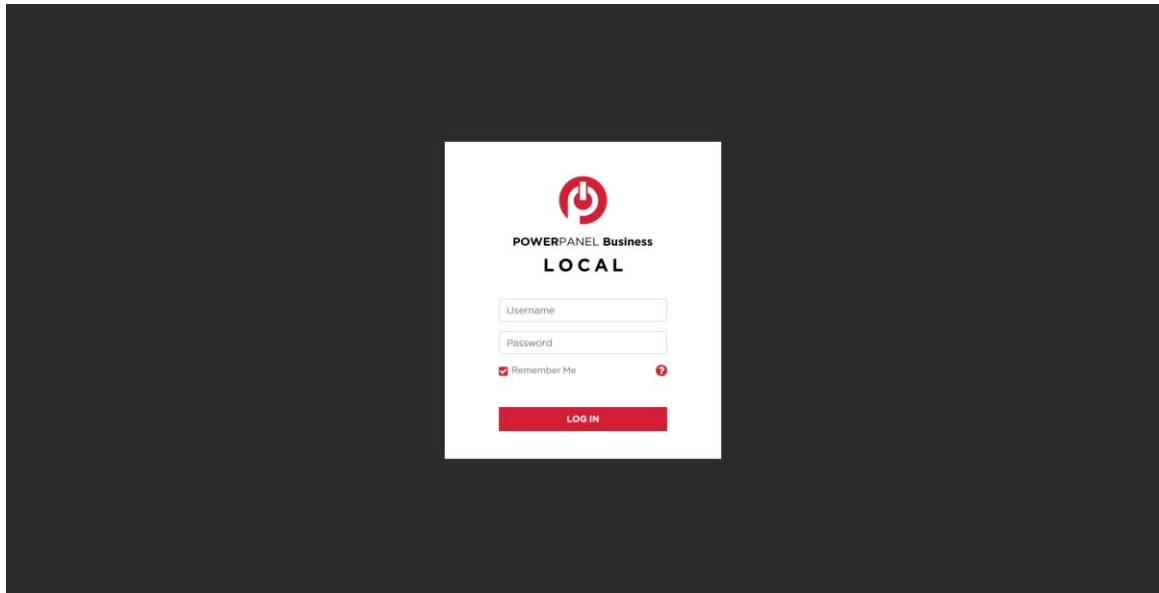 POWERPANEL Business
LOCAL
Username
Password
Remember Me
?
LOG IN